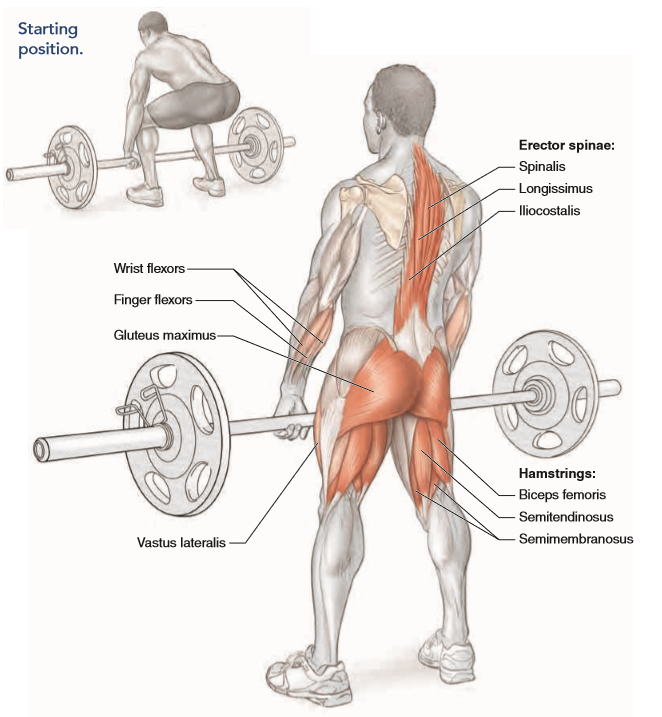 Starting
position.
Erector spinae:
Spinalis
Longissimus
Iliocostalis
Wrist flexors
Finger flexors
Gluteus maximus
Hamstrings:
Biceps femoris
Semitendinosus
Semimembranosus
Vastus lateralis